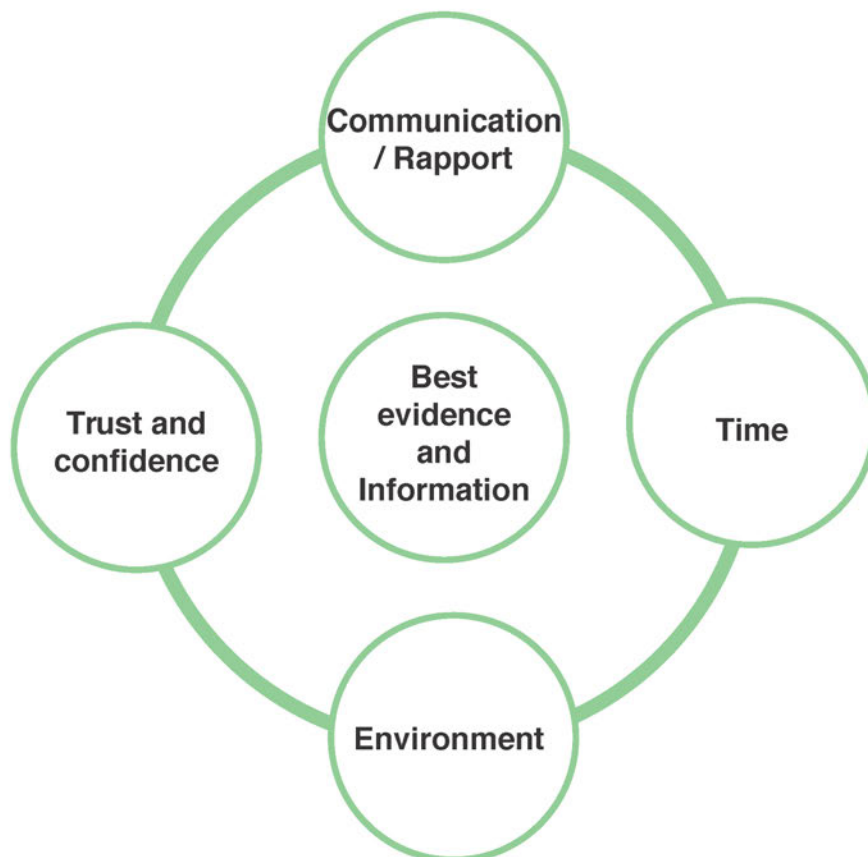 Communication
/ Rapport
Trust and
confidence
Best
evidence
and
Information
Time
Environment